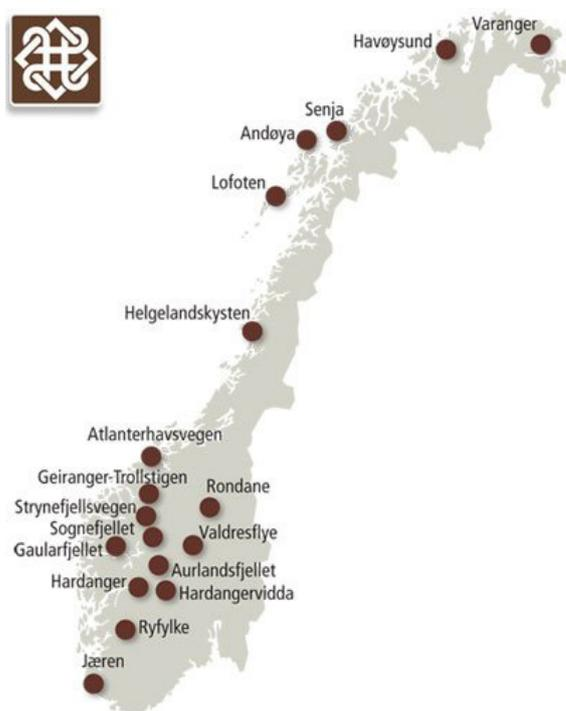 Varanger
Havøysund
Senja
Andøya
Lofoten
Helgelandskysten
Atlanterhavsvegen
Geiranger-Trollstigen
Rondane
Strynefjellsvegen
Sognefjellet
Valdresflye
Gaularfjellet
Aurlandsfjellet
Hardanger
Hardangervidda
Ryfylke
Jæren